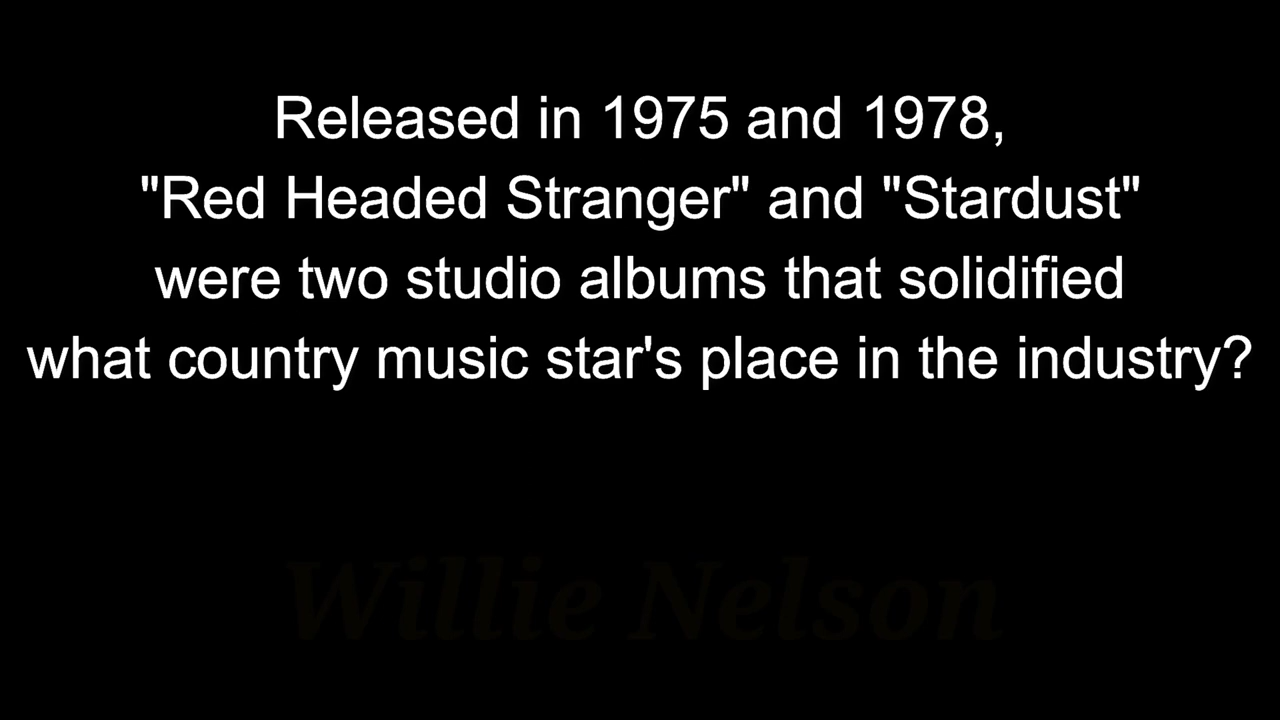 Released in 1975 and 1978,
"Red Headed Stranger" and "Stardust"
were two studio albums that solidified
what country music star's place in the industry?
Willie Nelson